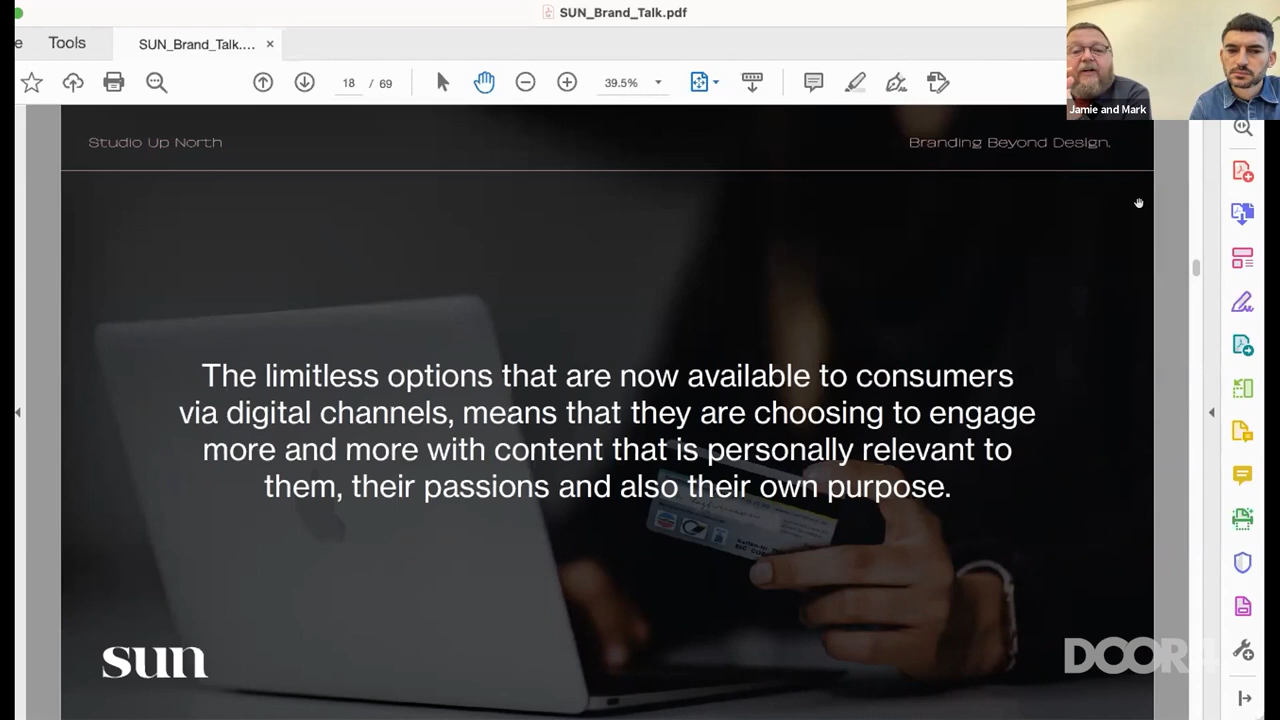 SUN_Brand_Talk.pdf
e
Tools
SUN_Brand_Talk....
18 / 69
39.5%
Jamie and Mark
Studio Up North
Branding Beyond Design.
The limitless options that are now available to consumers
via digital channels, means that they are choosing to engage
more and more with content that is personally relevant to
them, their passions and also their own purpose.
sun
DOOR4